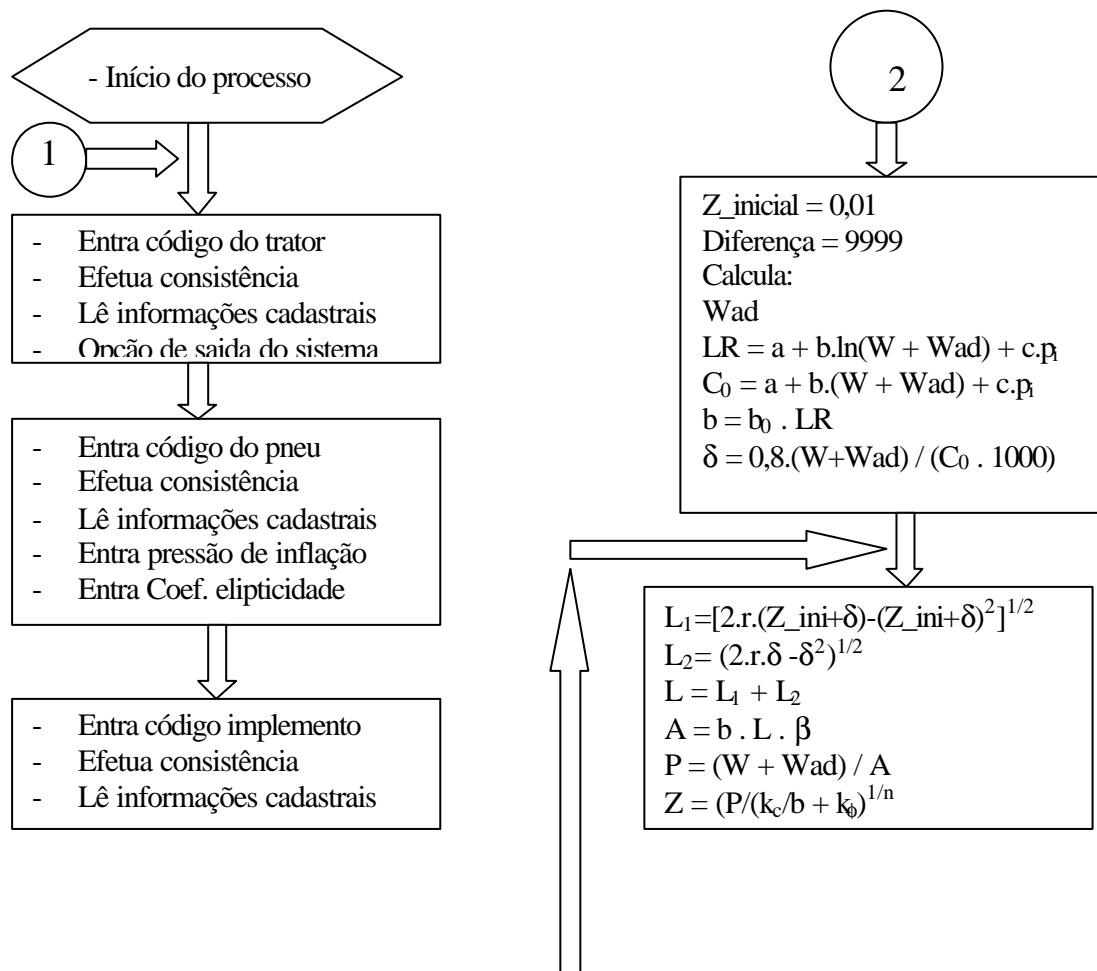 - Início do processo
1
- Entra código do trator
- Efetua consistência
- Lê informações cadastrais
- Opção de saida do sistema
- Entra código do pneu
- Efetua consistência
- Lê informações cadastrais
- Entra pressão de inflação
- Entra Coef. elipticidade
- Entra código implemento
- Efetua consistência
- Lê informações cadastrais
2
Z_inicial = 0,01
Diferença = 9999
Calcula:
Wad
LR = a + b.ln(W + Wad) + c.pᵢ
C₀ = a + b.(W + Wad) + c.pᵢ
b = b₀ . LR
δ = 0,8.(W+Wad) / (C₀ . 1000)
L₁=[2.r.(Z_ini+δ)-(Z_ini+δ)²]^1/2
L₂= (2.r.δ -δ²)^1/2
L = L₁ + L₂
A = b . L . β
P = (W + Wad) / A
Z = (P/(k_c/b + k_ϕ)^1/n